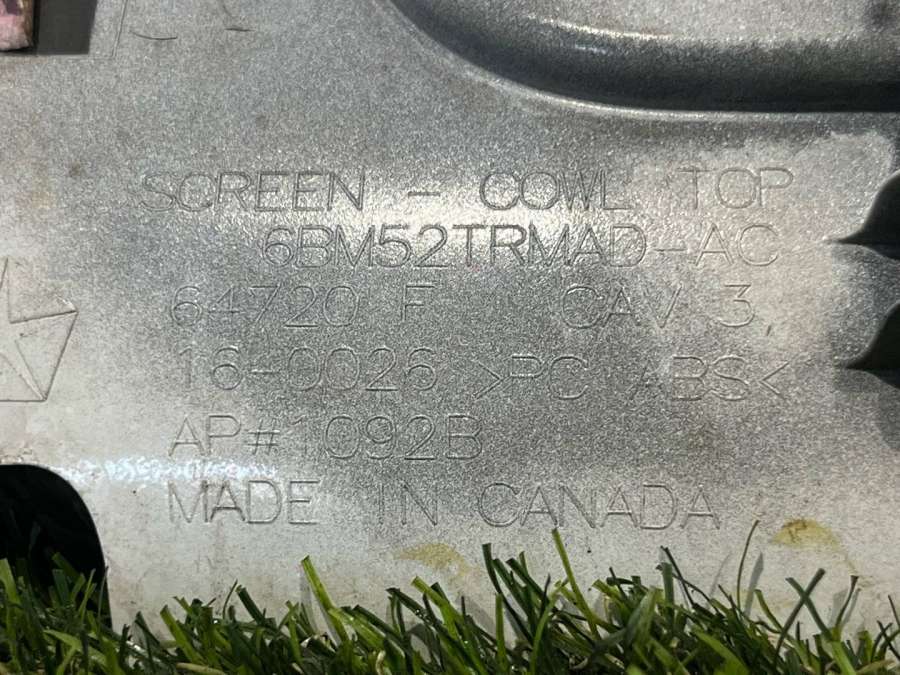 SCREEN - COWL TOP
6BM52TRMAD-AC
64720 F CAV 3
16-0026 >PC ABS<
AP#1092B
MADE IN CANADA